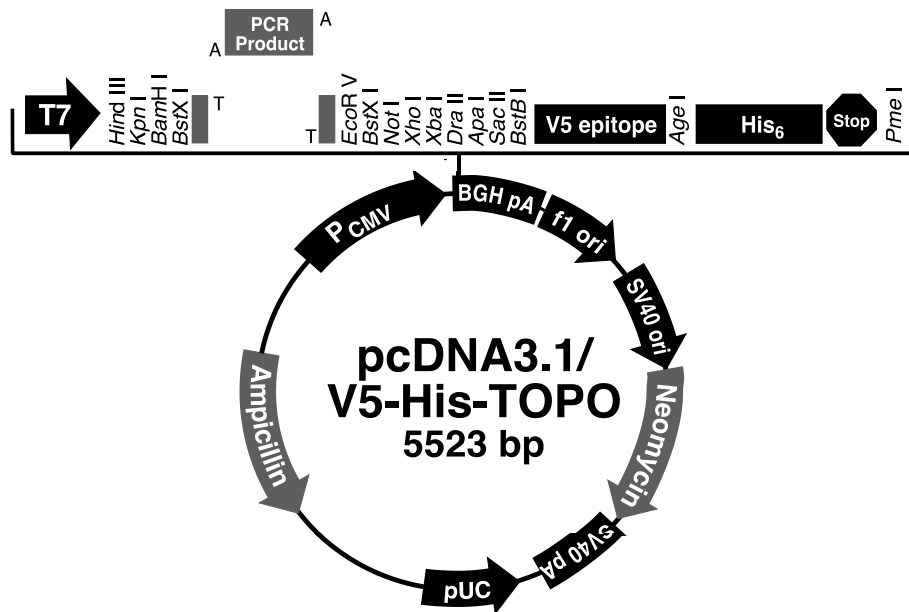 A
PCR
Product
A
T
T
T7
Hind III
Kpn I
BamH I
BstX I
EcoR V
BstX I
Not I
Xho I
Xba I
Dra II
Apa I
Sac II
BstB I
V5 epitope
Age I
His6
Stop
Pme I
PCMV
BGH pA
f1 ori
SV40 ori
Neomycin
SV40 pA
pUC
Ampicillin
pcDNA3.1/
V5-His-TOPO
5523 bp